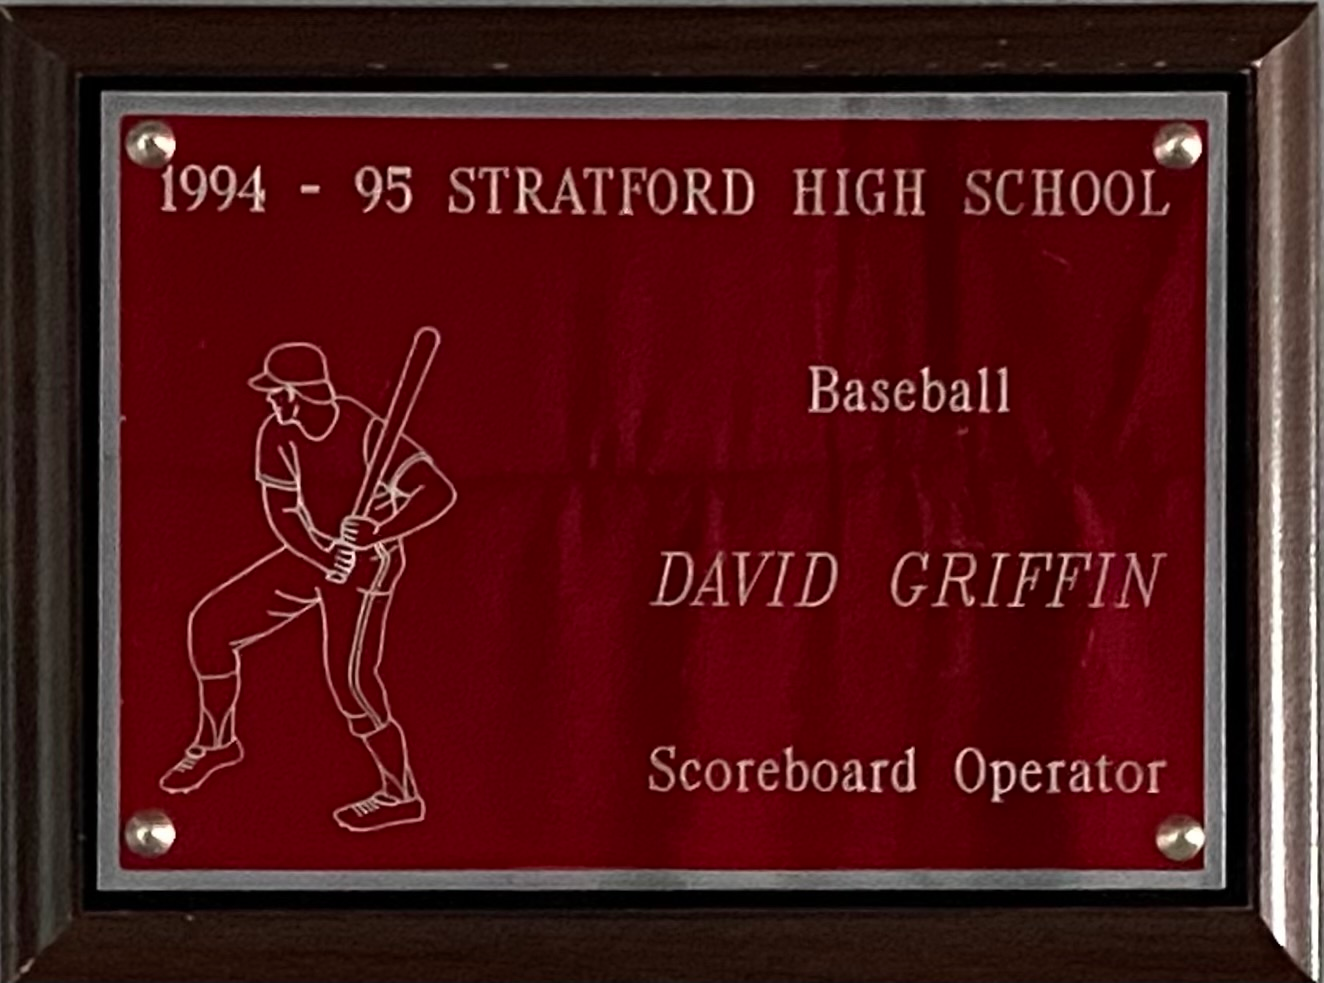 1994 - 95 STRATFORD HIGH SCHOOL
Baseball
DAVID GRIFFIN
Scoreboard Operator